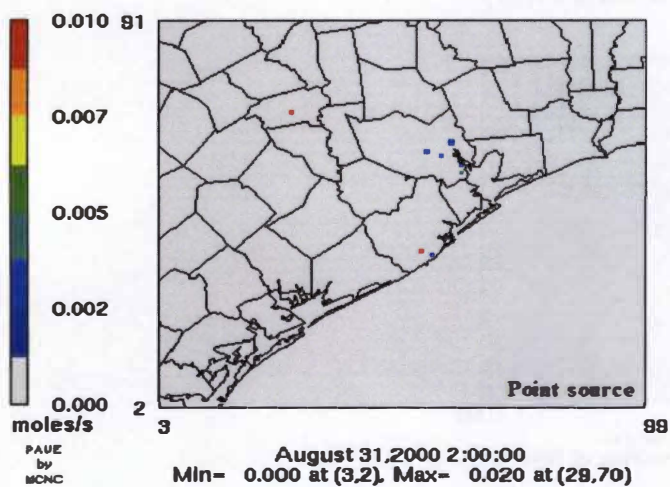 0.010
0.007
0.005
0.002
0.000
moles/s
PAVE
by
MCNC
91
2
3
99
Point source
August 31,2000 2:00:00
Min= 0.000 at (3,2), Max= 0.020 at (29,70)